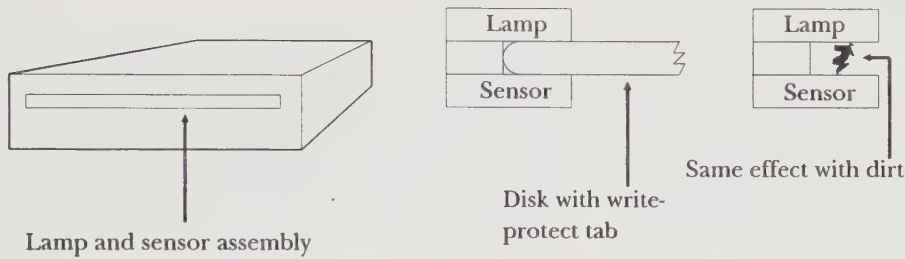 Lamp and sensor assembly
Lamp
Sensor
Disk with write-
protect tab
Lamp
Sensor
Same effect with dirt